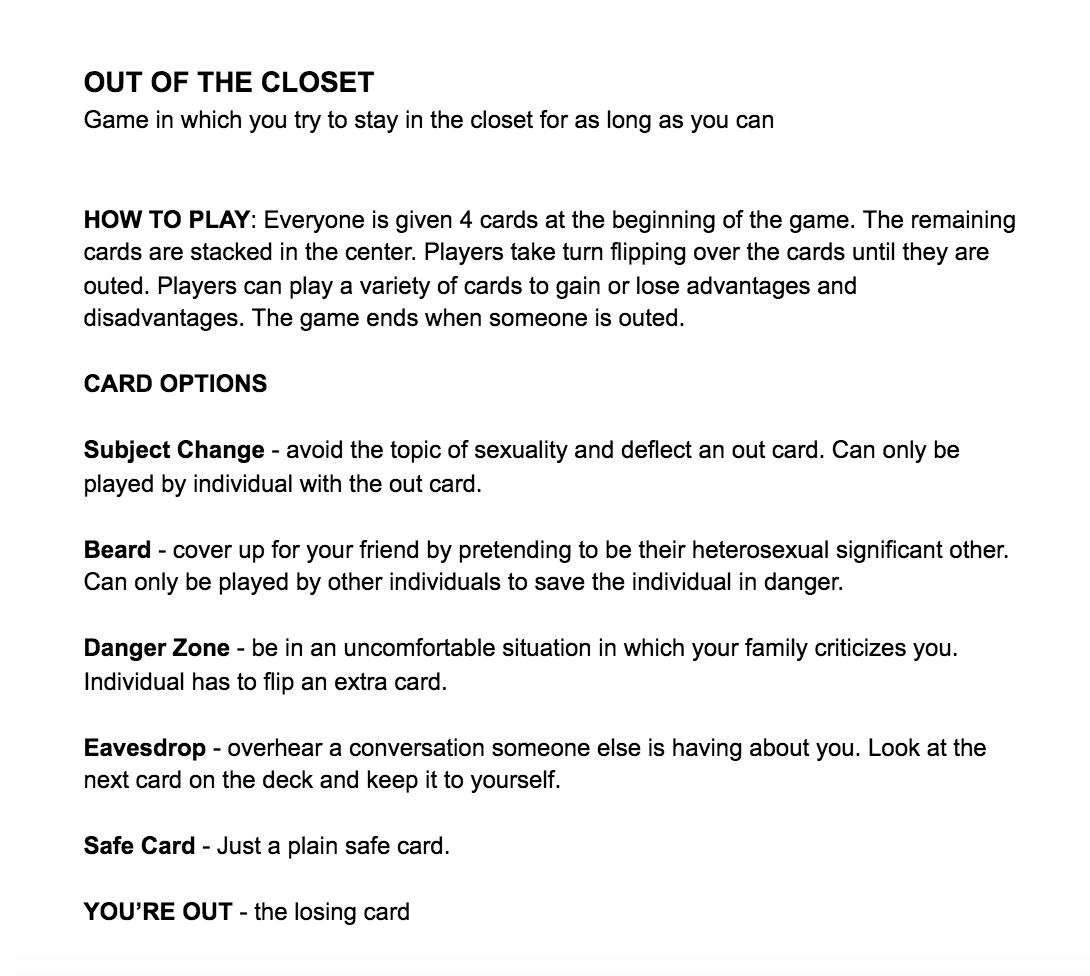 OUT OF THE CLOSET
Game in which you try to stay in the closet for as long as you can
HOW TO PLAY: Everyone is given 4 cards at the beginning of the game. The remaining
cards are stacked in the center. Players take turn flipping over the cards until they are
outed. Players can play a variety of cards to gain or lose advantages and
disadvantages. The game ends when someone is outed.
CARD OPTIONS
Subject Change - avoid the topic of sexuality and deflect an out card. Can only be
played by individual with the out card.
Beard - cover up for your friend by pretending to be their heterosexual significant other.
Can only be played by other individuals to save the individual in danger.
Danger Zone - be in an uncomfortable situation in which your family criticizes you.
Individual has to flip an extra card.
Eavesdrop - overhear a conversation someone else is having about you. Look at the
next card on the deck and keep it to yourself.
Safe Card - Just a plain safe card.
YOU’RE OUT - the losing card